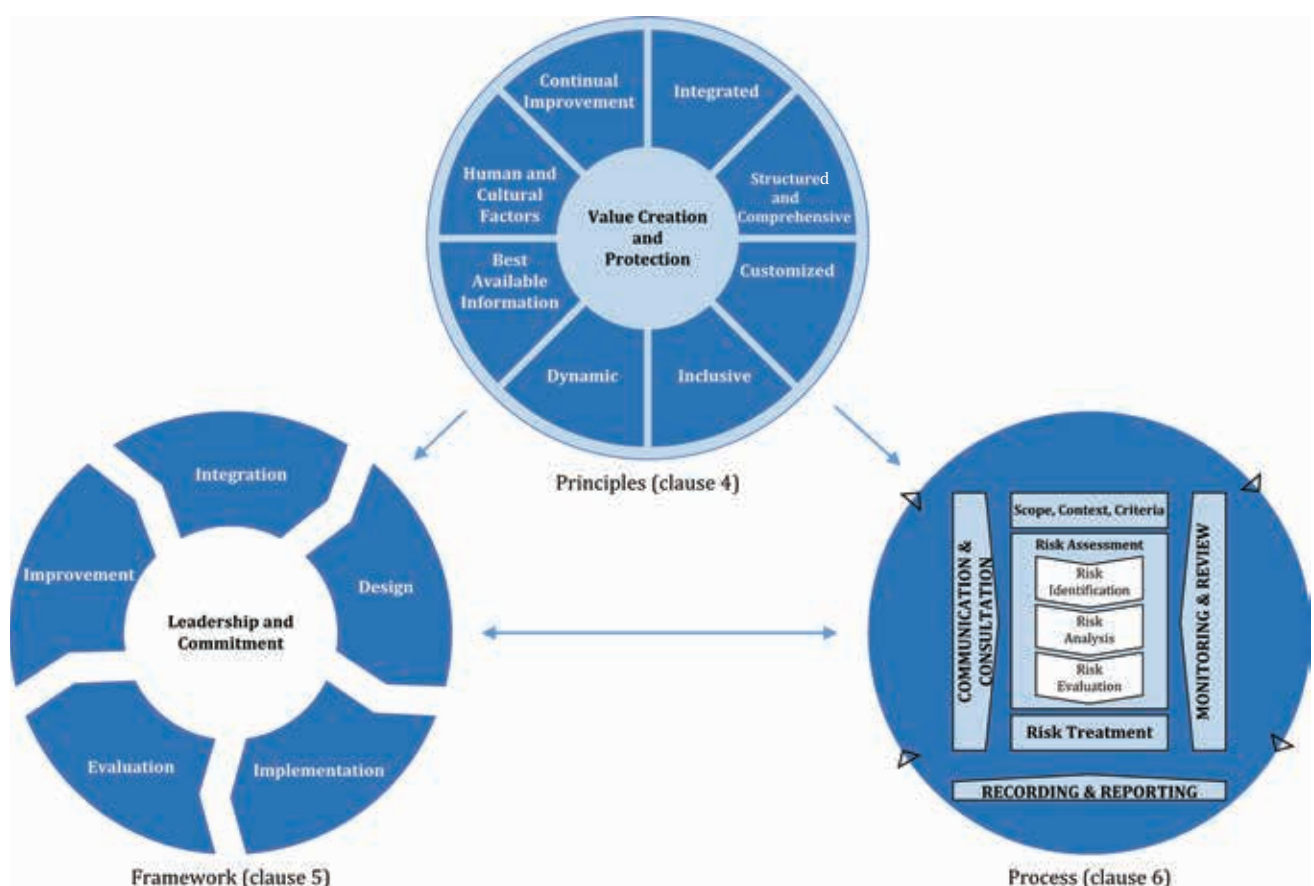 Continual
Improvement
Integrated
Structured
and
Comprehensive
Customized
Inclusive
Dynamic
Best
Available
Information
Human and
Cultural
Factors
Value Creation
and
Protection
Principles (clause 4)
Integration
Design
Implementation
Evaluation
Improvement
Leadership and
Commitment
Framework (clause 5)
Scope, Context, Criteria
Risk Assessment
Risk
Identification
Risk
Analysis
Risk
Evaluation
Risk Treatment
COMMUNICATION &
CONSULTATION
MONITORING & REVIEW
RECORDING & REPORTING
Process (clause 6)